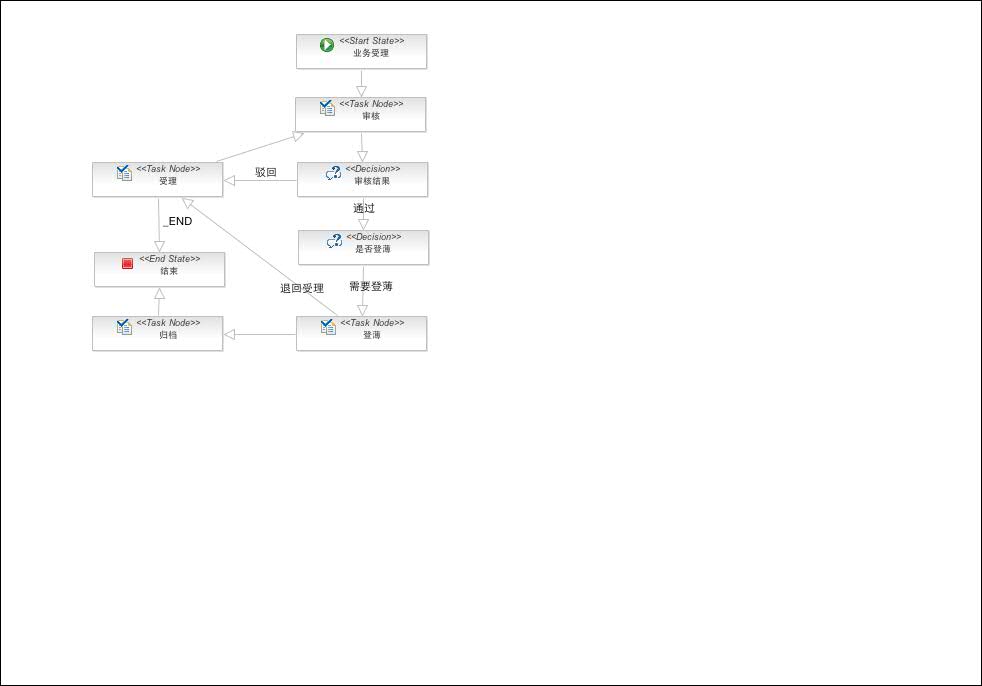 <<Start State>>
业务受理
<<Task Node>>
审核
<<Task Node>>
受理
驳回
<<Decision>>
审核结果
通过
_END
<<Decision>>
是否登薄
<<End State>>
结束
退回受理
需要登薄
<<Task Node>>
归档
<<Task Node>>
登薄